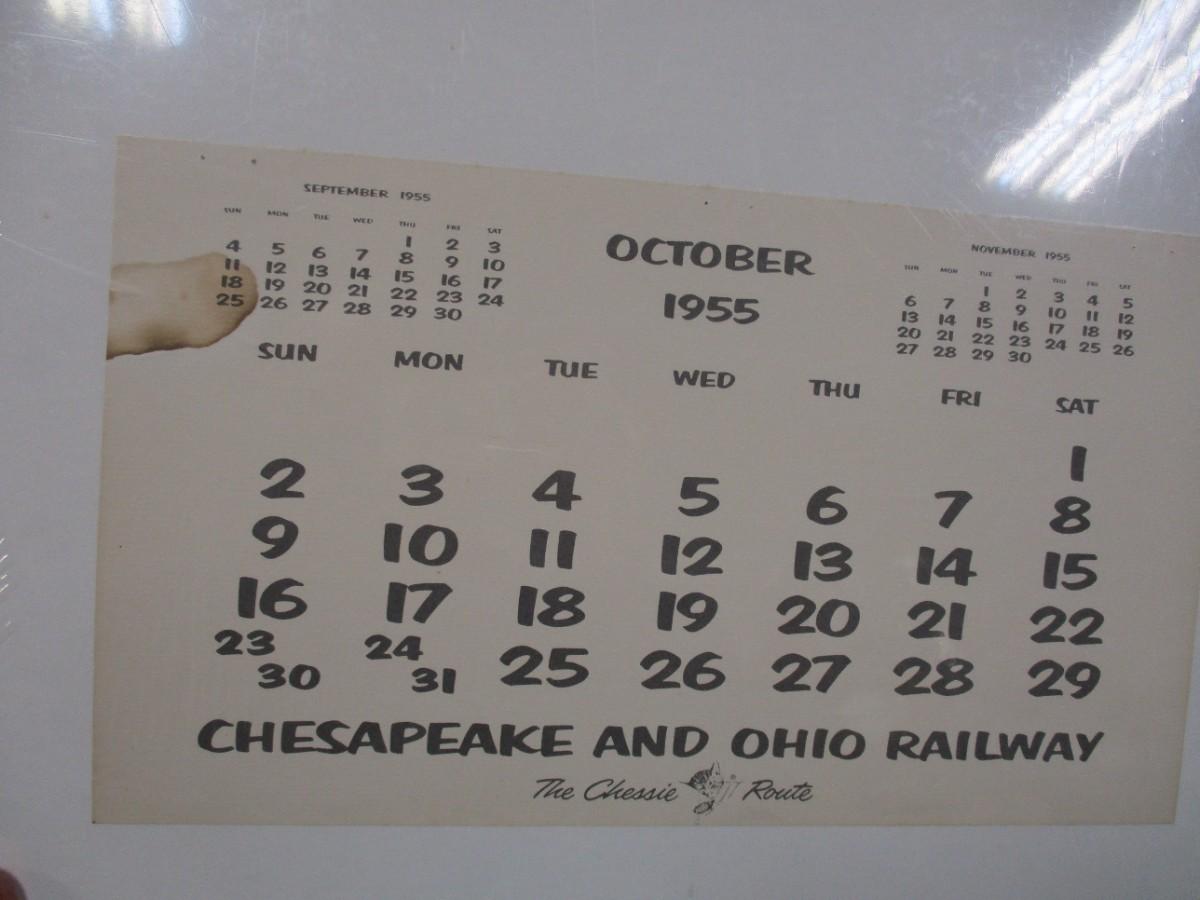 SEPTEMBER 1955
SUN MON TUE WED THU FRI SAT
1 2 3
4 5 6 7 8 9 10
11 12 13 14 15 16 17
18 19 20 21 22 23 24
25 26 27 28 29 30
OCTOBER
1955
NOVEMBER 1955
SUN MON TUE WED THU FRI SAT
1 2 3 4 5
6 7 8 9 10 11 12
13 14 15 16 17 18 19
20 21 22 23 24 25 26
27 28 29 30
SUN MON TUE WED THU FRI SAT
1
2 3 4 5 6 7 8
9 10 11 12 13 14 15
16 17 18 19 20 21 22
23 24 25 26 27 28 29
30 31
CHESAPEAKE AND OHIO RAILWAY
The Chessie ® Route